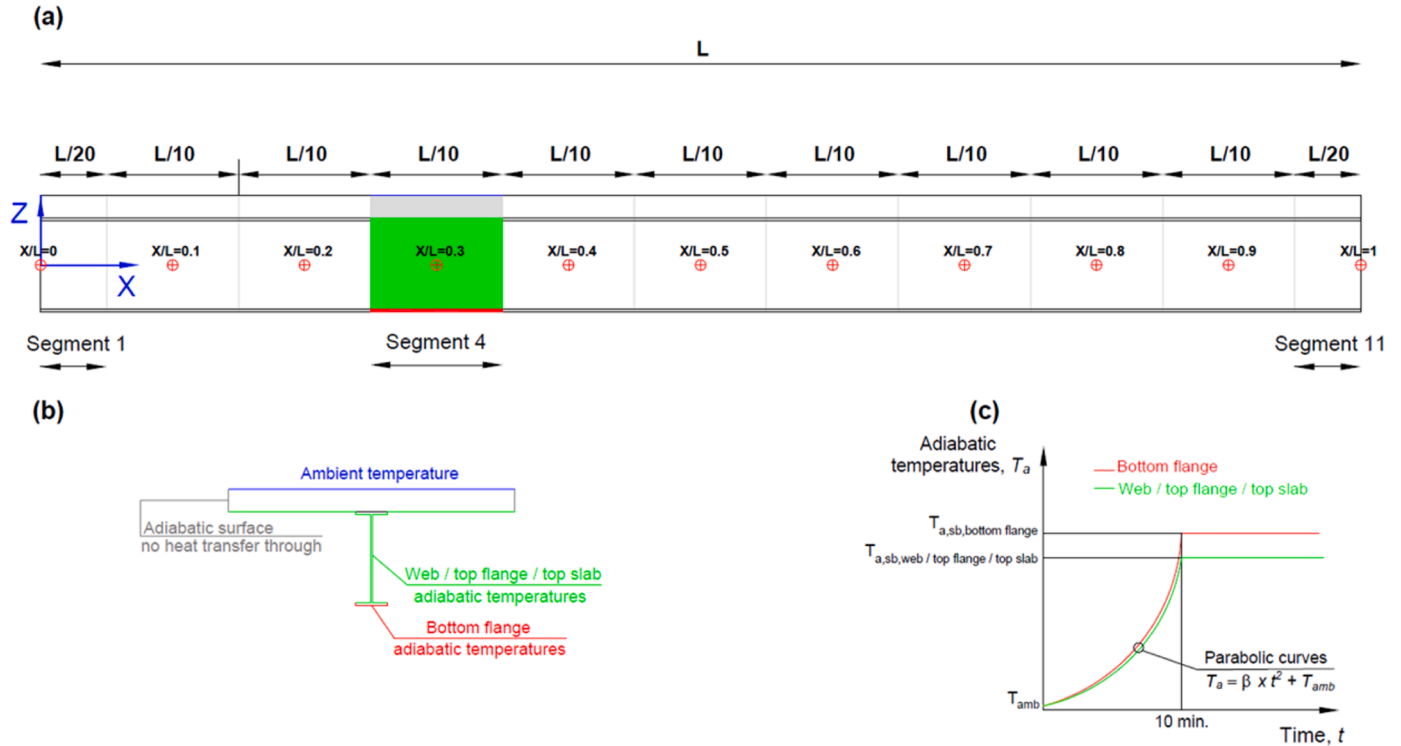 (a)
L
L/20 L/10 L/10 L/10 L/10 L/10 L/10 L/10 L/10 L/10 L/20
Z
X/L=0 X/L=0.1 X/L=0.2 X/L=0.3 X/L=0.4 X/L=0.5 X/L=0.6 X/L=0.7 X/L=0.8 X/L=0.9 X/L=1
X
Segment 1 Segment 4 Segment 11
(b)
Ambient temperature
Adiabatic surface
no heat transfer through
Web / top flange / top slab
adiabatic temperatures
Bottom flange
adiabatic temperatures
(c)
Adiabatic
temperatures, Ta
Bottom flange
Web / top flange / top slab
Ta,sb,bottom flange
Ta,sb,web / top flange / top slab
Parabolic curves
Ta = β x t² + Tamb
Tamb
10 min.
Time, t